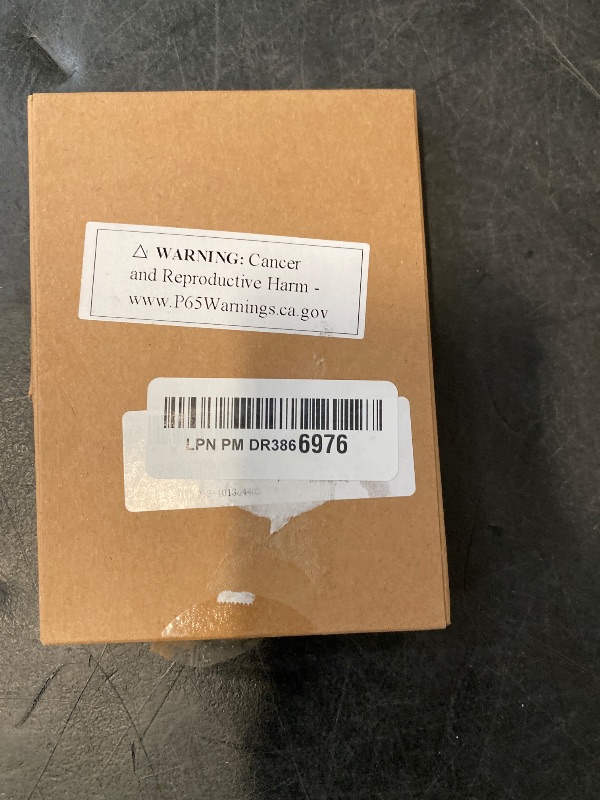 ⚠ WARNING: Cancer
and Reproductive Harm -
www.P65Warnings.ca.gov
LPN PM DR3866976